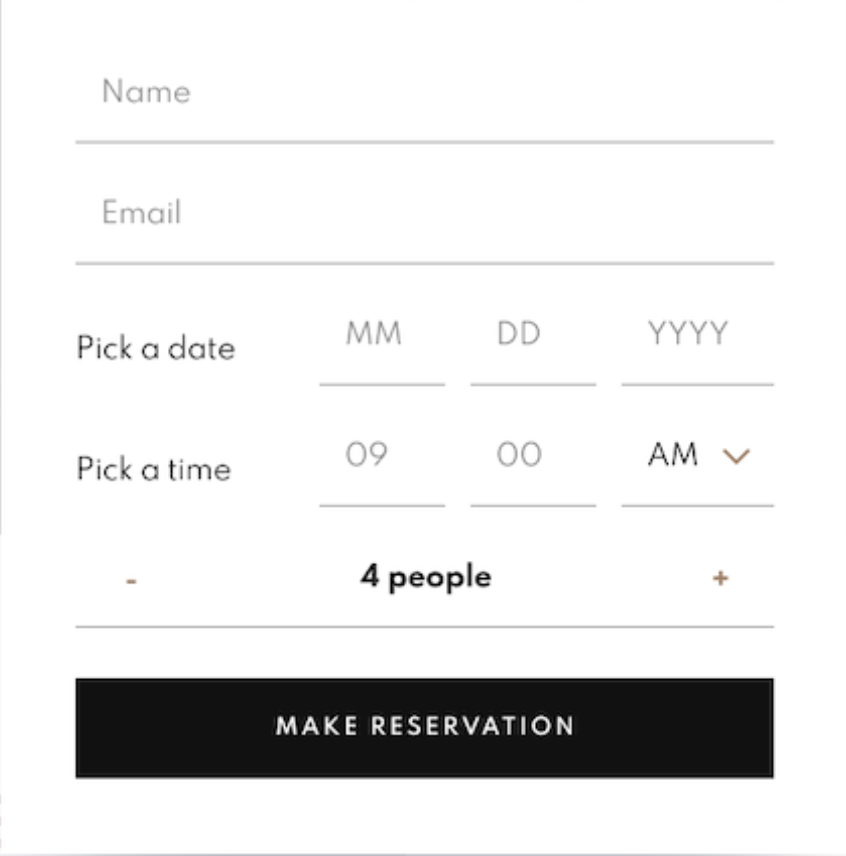 Name
Email
Pick a date MM DD YYYY
Pick a time 09 00 AM
- 4 people +
MAKE RESERVATION